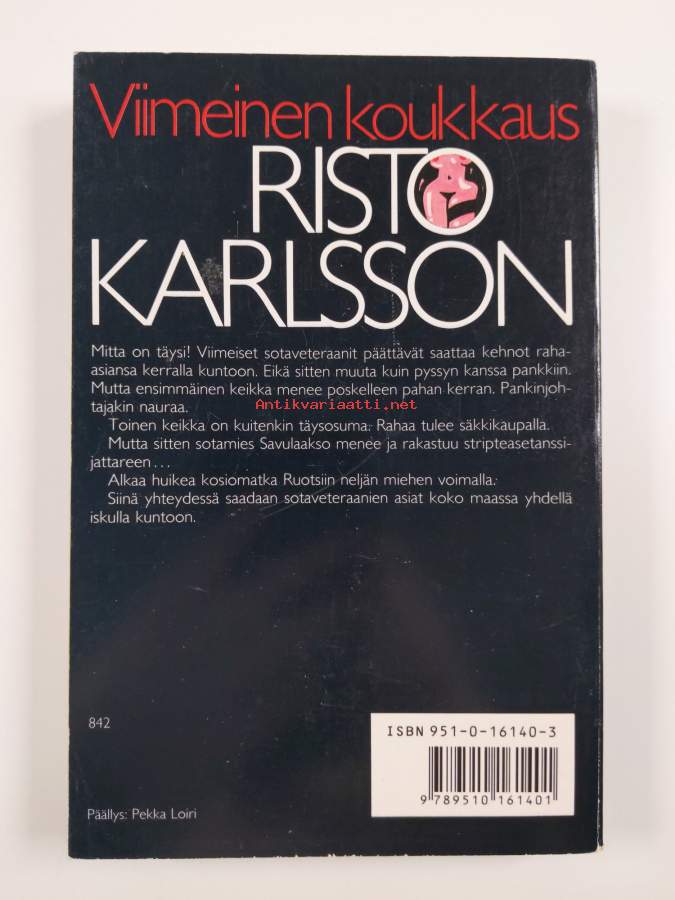 Viimeinen koukkaus
RISTO
KARLSSON
Mitta on täysi! Viimeiset sotaveteraanit päättävät saattaa kehnot raha-
asiansa kerralla kuntoon. Eikä sitten muuta kuin pyssyn kanssa pankkiin.
Mutta ensimmäinen keikka menee poskelleen pahan kerran. Pankinjoh-
tajakin nauraa.
Antikvariaatti.net
Toinen keikka on kuitenkin täysosuma. Rahaa tulee säkkikaupalla.
Mutta sitten sotamies Savulaakso menee ja rakastuu stripteasetanssi-
jattareen...
Alkaa huikea kosiomatka Ruotsiin neljän miehen voimalla.
Siinä yhteydessä saadaan sotaveteraanien asiat koko maassa yhdellä
iskulla kuntoon.
842
ISBN 951-0-16140-3
9 789510 161401
Päällys: Pekka Loiri